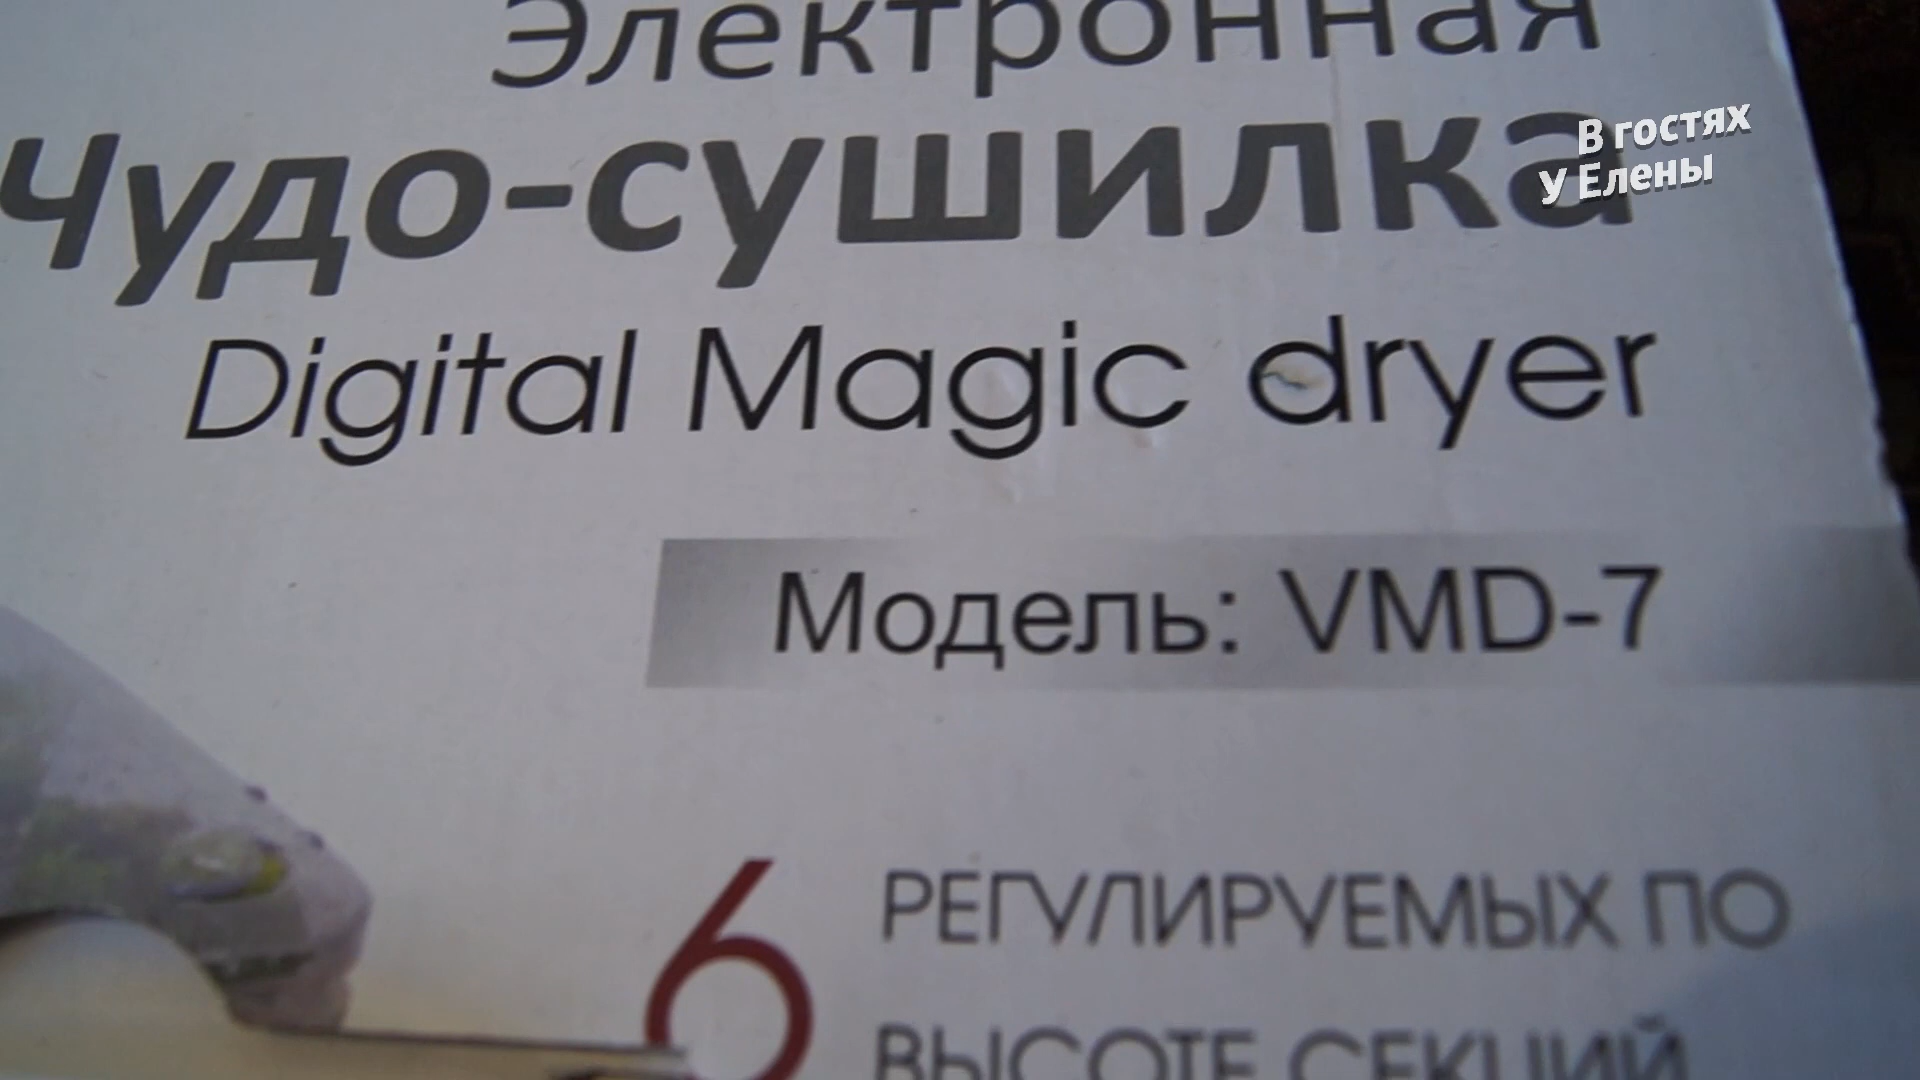 Электронная
Чудо-сушилка
В гостях
у Елены
Digital Magic dryer
Модель: VMD-7
6 РЕГУЛИРУЕМЫХ ПО
ВЫСОТЕ СЕКЦИЙ